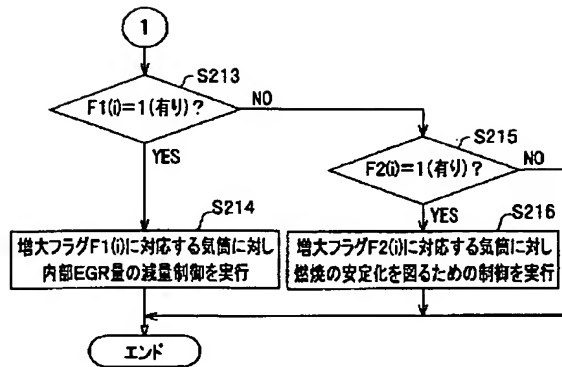 1
S213
F1(i)=1(有り)?
NO
S215
YES
F2(i)=1(有り)?
NO
S214
YES
S216
増大フラグF1(i)に対応する気筒に対し
内部EGR量の減量制御を実行
増大フラグF2(i)に対応する気筒に対し
燃焼の安定化を図るための制御を実行
エンド